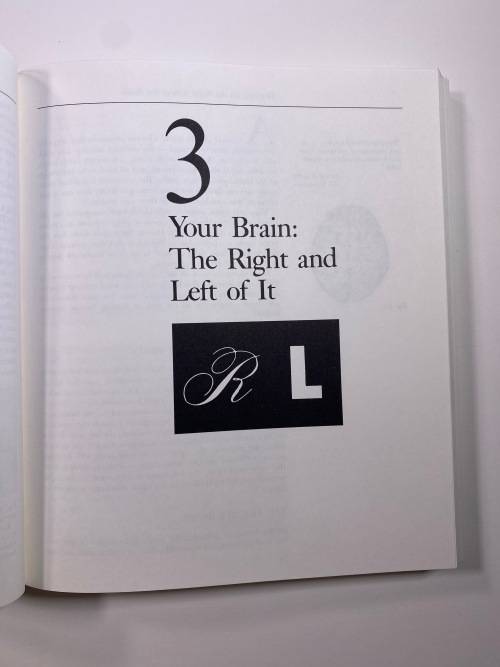 3
Your Brain:
The Right and
Left of It
R L